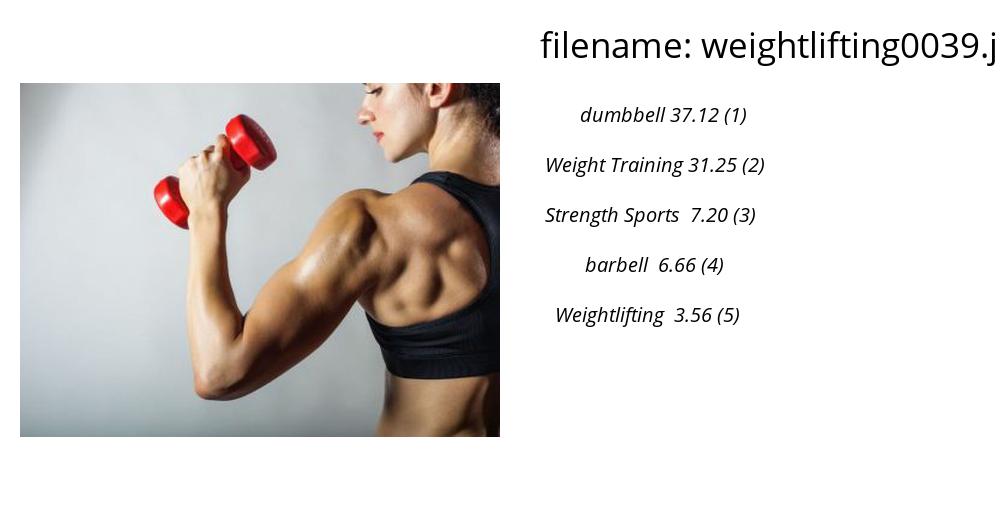 filename: weightlifting0039.j
dumbbell 37.12 (1)
Weight Training 31.25 (2)
Strength Sports 7.20 (3)
barbell 6.66 (4)
Weightlifting 3.56 (5)